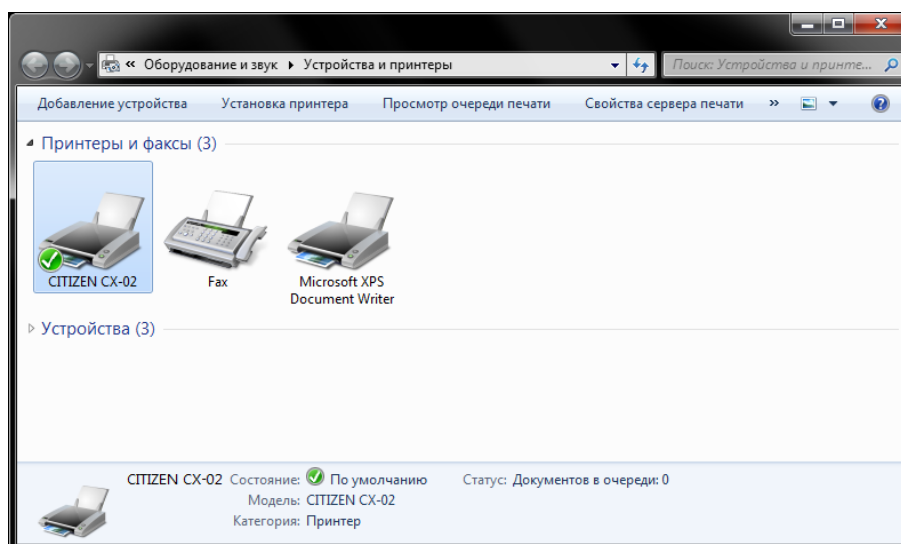 « Оборудование и звук ▸ Устройства и принтеры
Поиск: Устройства и принте...
Добавление устройства Установка принтера Просмотр очереди печати Свойства сервера печати »
Принтеры и факсы (3)
CITIZEN CX-02 Fax Microsoft XPS
Document Writer
Устройства (3)
CITIZEN CX-02 Состояние: По умолчанию Статус: Документов в очереди: 0
Модель: CITIZEN CX-02
Категория: Принтер